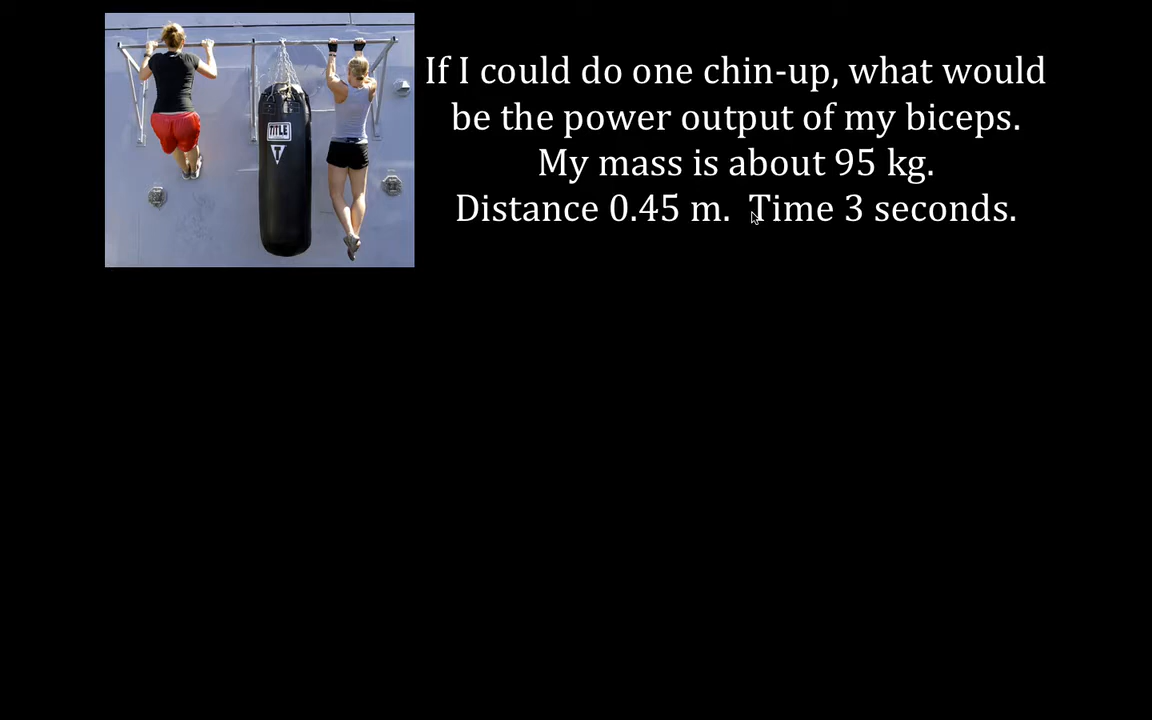 If I could do one chin-up, what would
be the power output of my biceps.
My mass is about 95 kg.
Distance 0.45 m. Time 3 seconds.
TITLE
T